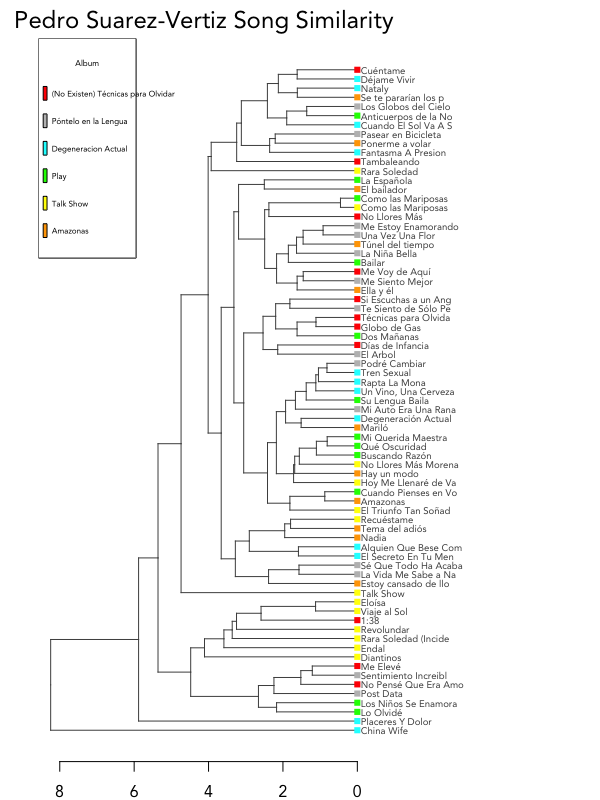 Pedro Suarez-Vertiz Song Similarity
Album
(No Existen) Técnicas para Olvidar
Póntelo en la Lengua
Degeneracion Actual
Play
Talk Show
Amazonas
Cuéntame
Déjame Vivir
Nataly
Se te pararían los p
Los Globos del Cielo
Anticuerpos de la No
Cuando El Sol Va A S
Pasear en Bicicleta
Ponerme a volar
Fantasma A Presion
Tambaleando
Rara Soledad
La Española
El bailador
Como las Mariposas
Como las Mariposas
No Llores Más
Me Estoy Enamorando
Una Vez Una Flor
Túnel del tiempo
La Niña Bella
Bailar
Me Voy de Aquí
Me Siento Mejor
Ella y él
Si Escuchas a un Ang
Te Siento de Sólo Pe
Técnicas para Olvida
Globo de Gas
Dos Mañanas
Días de Infancia
El Arbol
Podré Cambiar
Tren Sexual
Rapta La Mona
Un Vino, Una Cerveza
Su Lengua Baila
Mi Auto Era Una Rana
Degeneración Actual
Mariló
Mi Querida Maestra
Qué Oscuridad
Buscando Razón
No Llores Más Morena
Hay un modo
Hoy Me Llenaré de Va
Cuando Pienses en Vo
Amazonas
El Triunfo Tan Soñad
Recuéstame
Tema del adiós
Nadia
Alguien Que Bese Com
El Secreto En Tu Men
Sé Que Todo Ha Acaba
La Vida Me Sabe a Na
Estoy cansado de llo
Talk Show
Eloísa
Viaje al Sol
1:38
Revolundar
Rara Soledad (Incide
Endal
Diantinos
Me Elevé
Sentimiento Increibl
No Pensé Que Era Amo
Post Data
Los Niños Se Enamora
Lo Olvidé
Placeres Y Dolor
China Wife
8 6 4 2 0